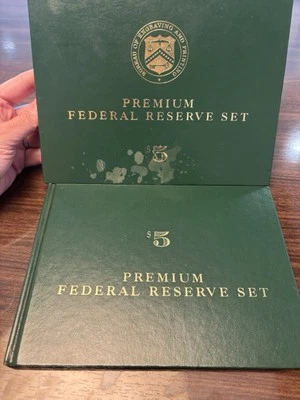 BUREAU OF ENGRAVING AND PRINTING
PREMIUM
FEDERAL RESERVE SET
$5
$5
PREMIUM
FEDERAL RESERVE SET